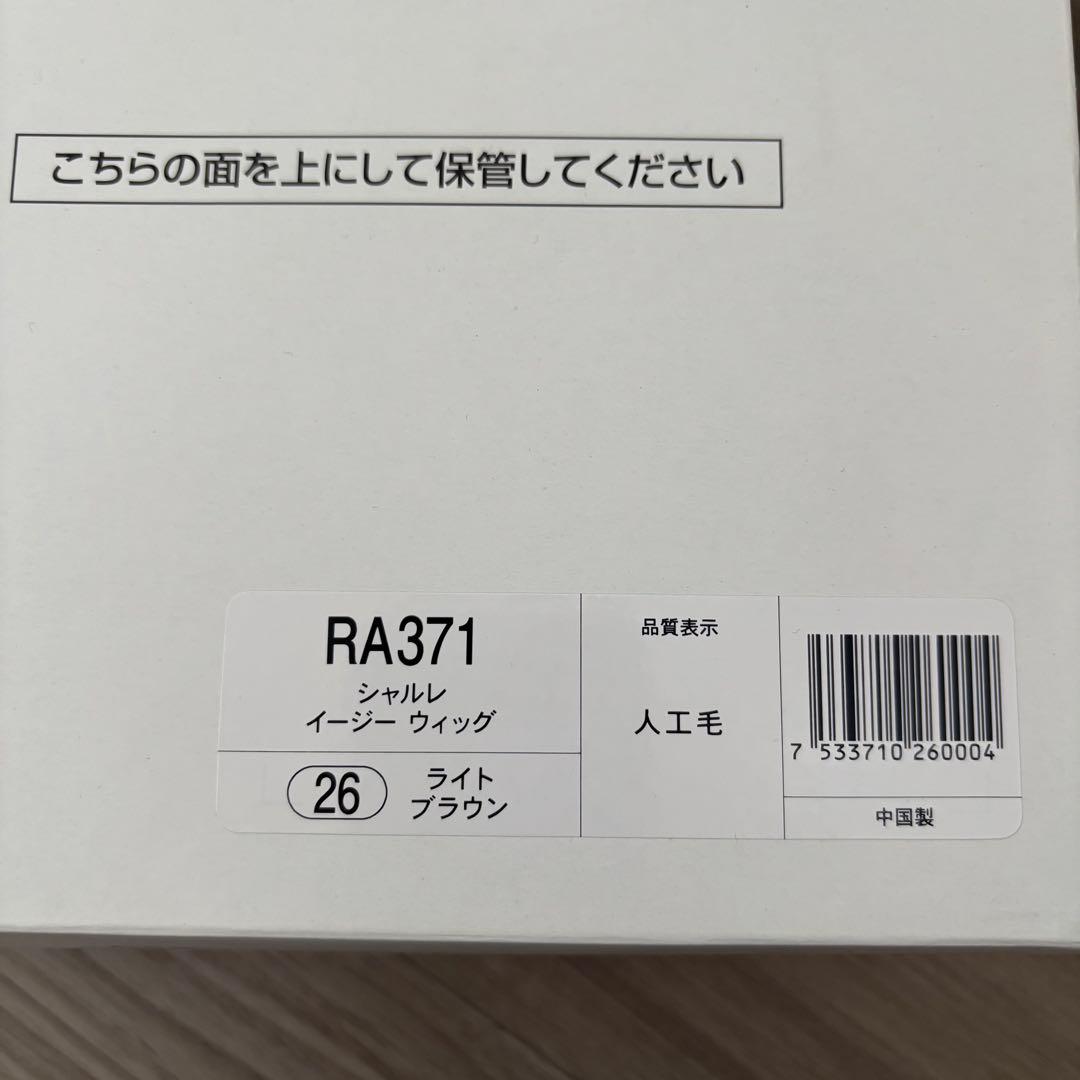 こちらの面を上にして保管してください
RA371
シャルレ
イージー ウィッグ
26
ライト
ブラウン
品質表示
人工毛
7 533710 260004
中国製